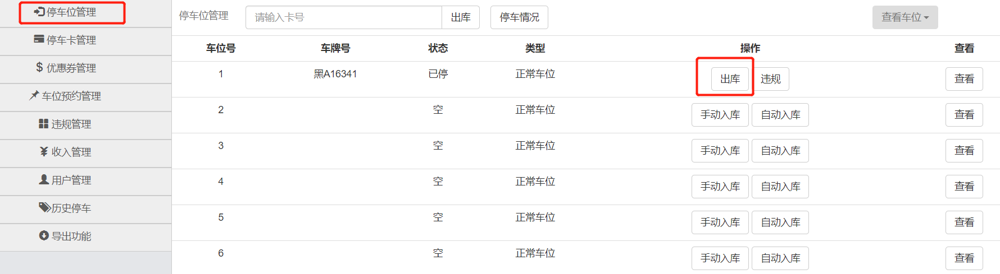 停车位管理
停车卡管理
优惠券管理
车位预约管理
违规管理
收入管理
用户管理
历史停车
导出功能
停车位管理 请输入卡号 出库 停车情况 查看车位
车位号 车牌号 状态 类型 操作 查看
1 黑A16341 已停 正常车位 出库 违规 查看
2 空 正常车位 手动入库 自动入库 查看
3 空 正常车位 手动入库 自动入库 查看
4 空 正常车位 手动入库 自动入库 查看
5 空 正常车位 手动入库 自动入库 查看
6 空 正常车位 手动入库 自动入库 查看